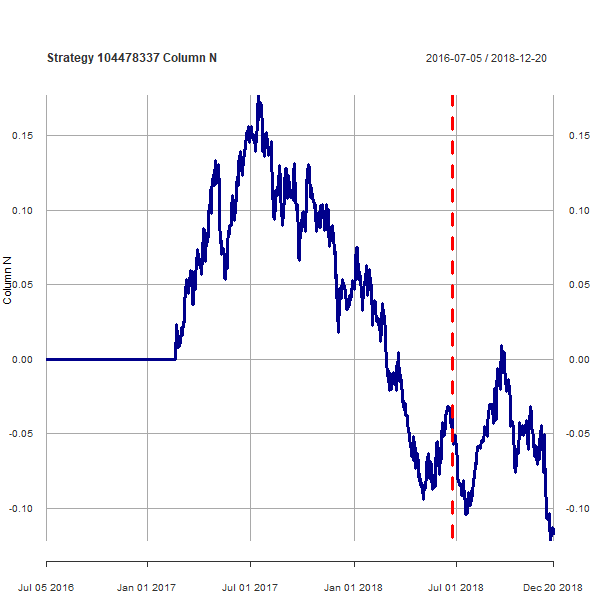 Strategy 104478337 Column N
2016-07-05 / 2018-12-20
0.15
0.15
0.10
0.10
0.05
0.05
Column N
0.00
0.00
-0.05
-0.05
-0.10
-0.10
Jul 05 2016
Jan 01 2017
Jul 01 2017
Jan 01 2018
Jul 01 2018
Dec 20 2018